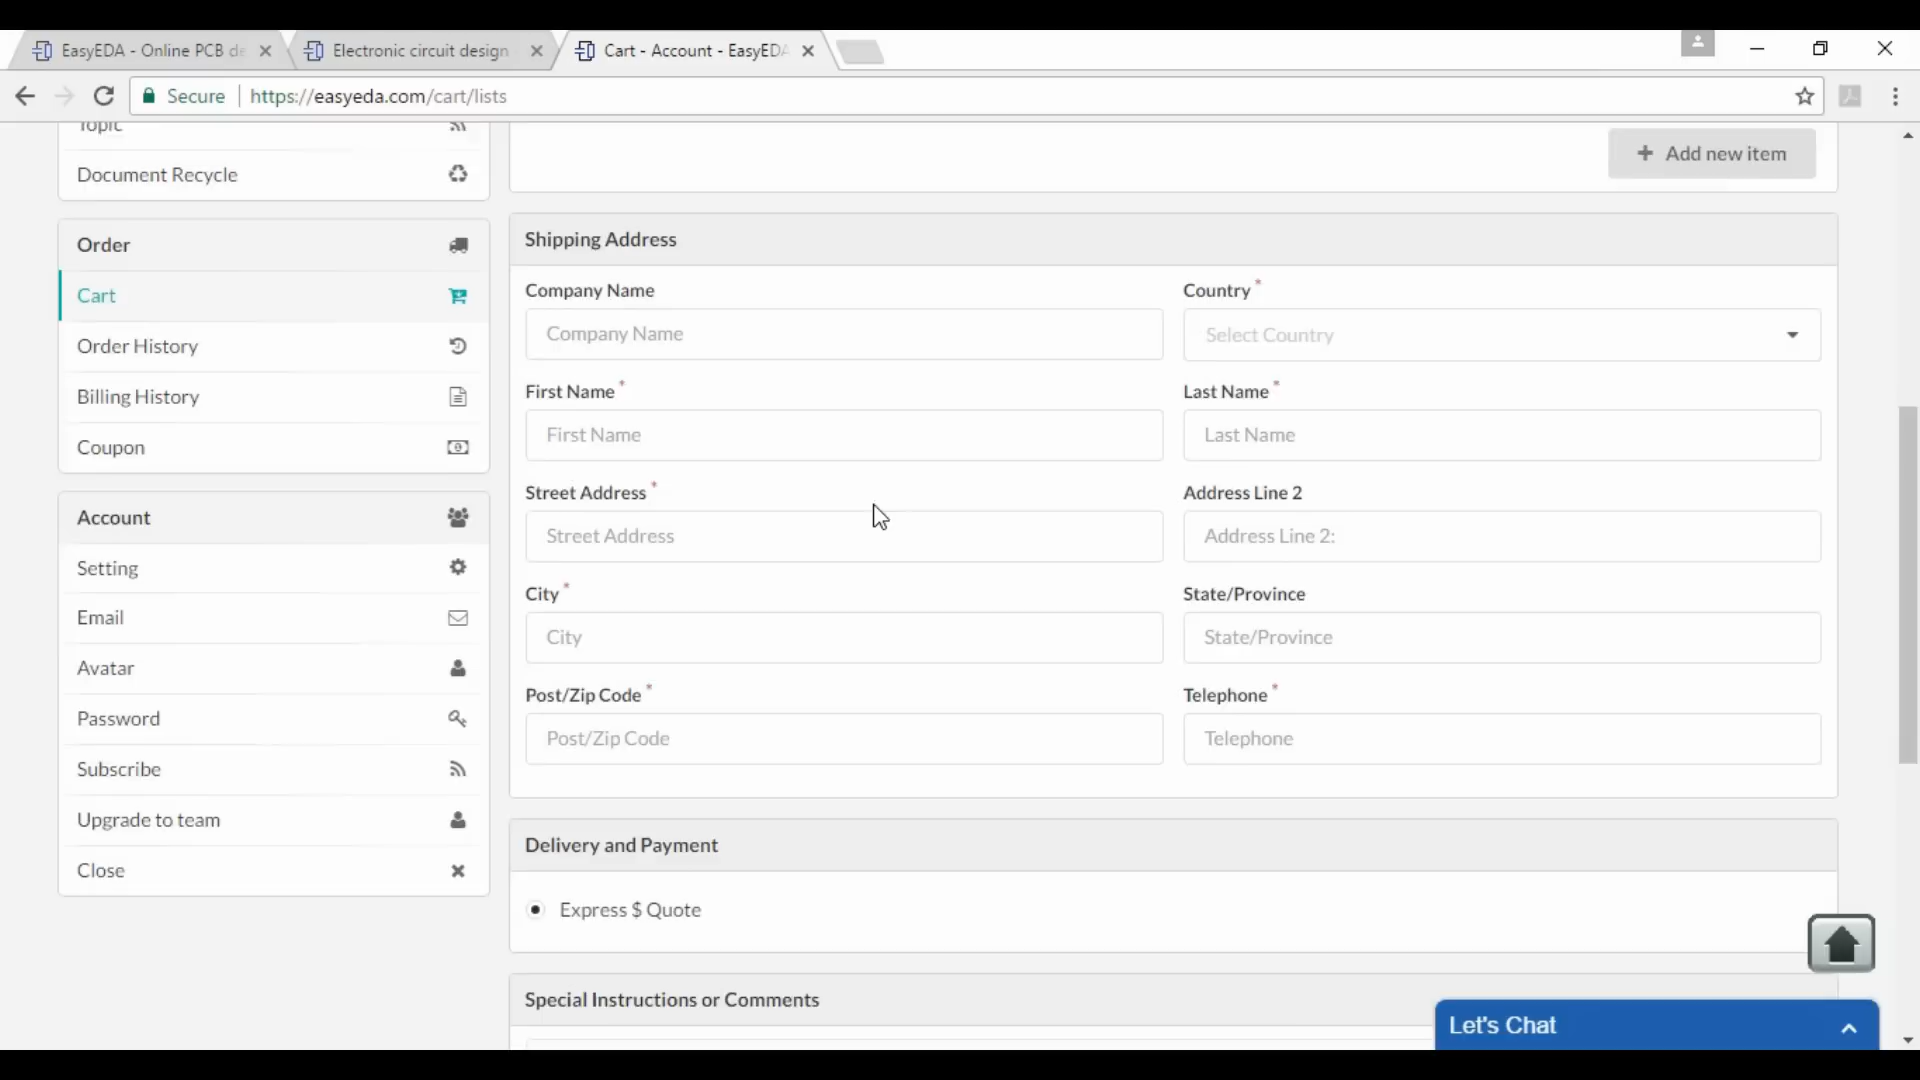 EasyEDA - Online PCB de
Electronic circuit design
Cart - Account - EasyEDA
Secure
https://easyeda.com/cart/lists
Topic
Document Recycle
Order
Cart
Order History
Billing History
Coupon
Account
Setting
Email
Avatar
Password
Subscribe
Upgrade to team
Close
+ Add new item
Shipping Address
Company Name
Country *
Company Name
Select Country
First Name *
Last Name *
First Name
Last Name
Street Address *
Address Line 2
Street Address
Address Line 2:
City *
State/Province
City
State/Province
Post/Zip Code *
Telephone *
Post/Zip Code
Telephone
Delivery and Payment
Express $ Quote
Special Instructions or Comments
Let's Chat